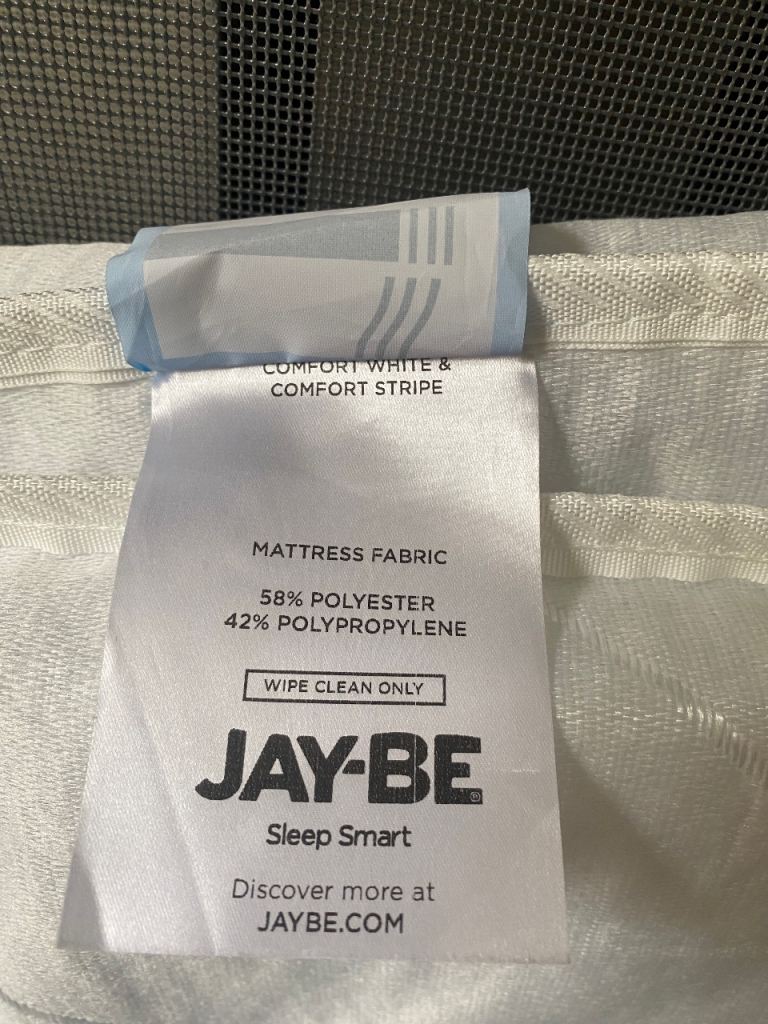 COMFORT WHITE &
COMFORT STRIPE
MATTRESS FABRIC
58% POLYESTER
42% POLYPROPYLENE
WIPE CLEAN ONLY
JAY-BE®
Sleep Smart
Discover more at
JAYBE.COM